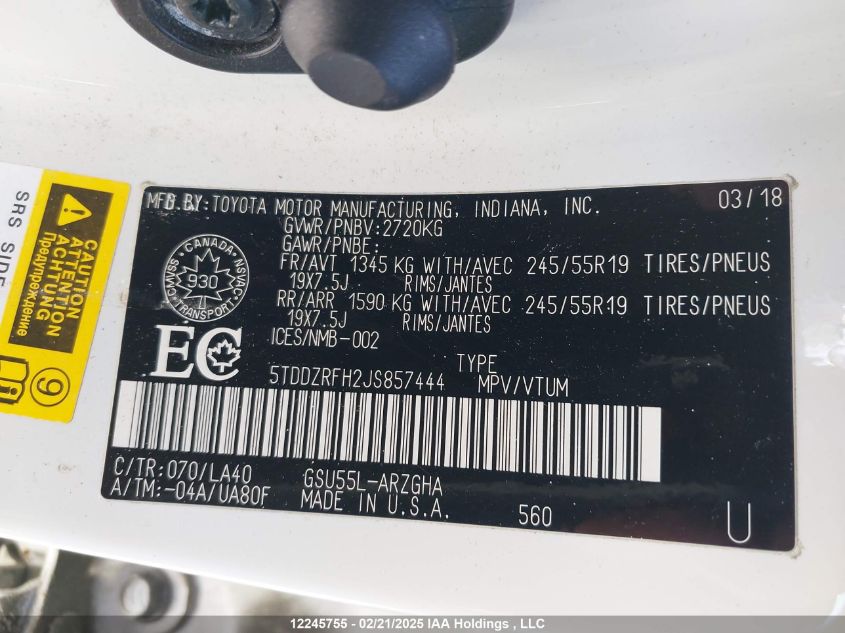 MFD. BY: TOYOTA MOTOR MANUFACTURING, INDIANA, INC. 03/18
GVWR/PNBV: 2720KG
GAWR/PNBE:
FR/AVT 1345 KG WITH/AVEC 245/55R19 TIRES/PNEUS
19X7.5J RIMS/JANTES
RR/ARR 1590 KG WITH/AVEC 245/55R19 TIRES/PNEUS
19X7.5J RIMS/JANTES
ICES/NMB-002
CANADA
CMVSS NSVAC
930
TRANSPORT
EC
TYPE
5TDDZRFH2JS857444 MPV/VTUM
C/TR: 070/LA40 GSU55L-ARZGHA
A/TM: -04A/UA80F MADE IN U.S.A. 560 U
SRS SIDE
CAUTION
ATTENTION
ACHTUNG
Предупреждение
9
12245755 - 02/21/2025 IAA Holdings , LLC